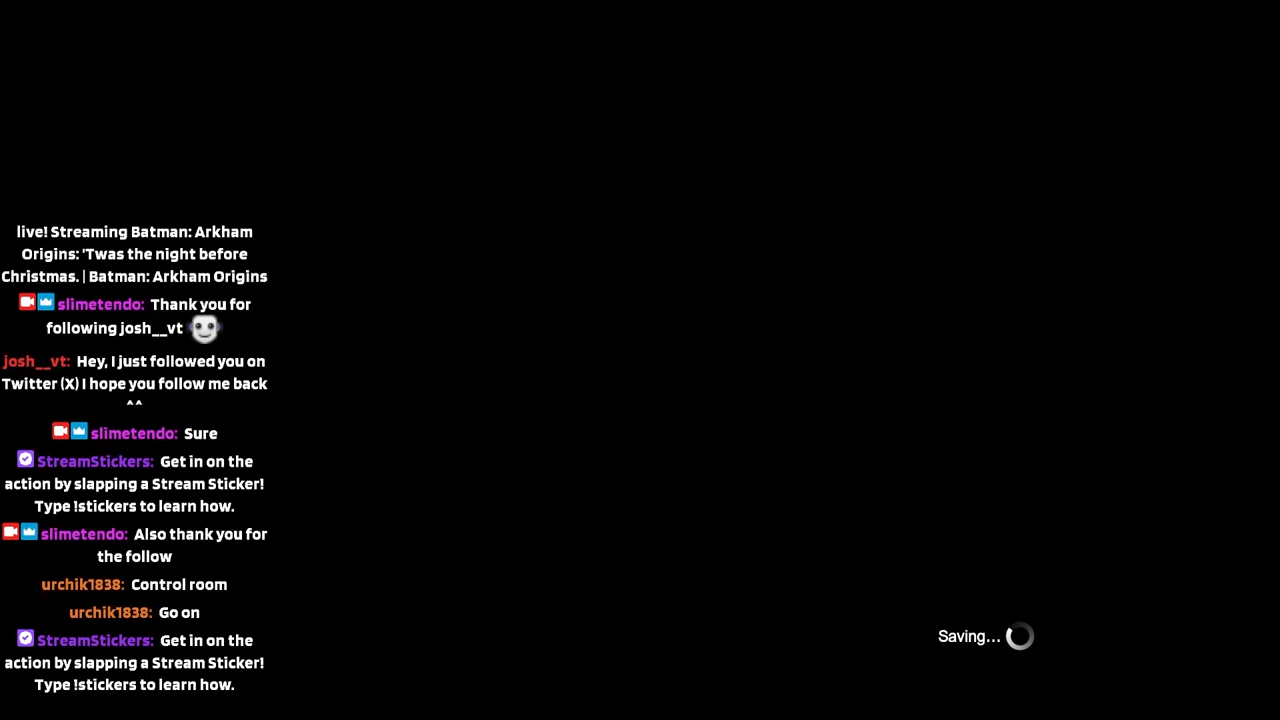 live! Streaming Batman: Arkham
Origins: 'Twas the night before
Christmas. | Batman: Arkham Origins
slimetendo: Thank you for
following josh__vt
josh__vt: Hey, I just followed you on
Twitter (X) I hope you follow me back
^^
slimetendo: Sure
StreamStickers: Get in on the
action by slapping a Stream Sticker!
Type !stickers to learn how.
slimetendo: Also thank you for
the follow
urchik1838: Control room
urchik1838: Go on
StreamStickers: Get in on the
action by slapping a Stream Sticker!
Type !stickers to learn how.
Saving...